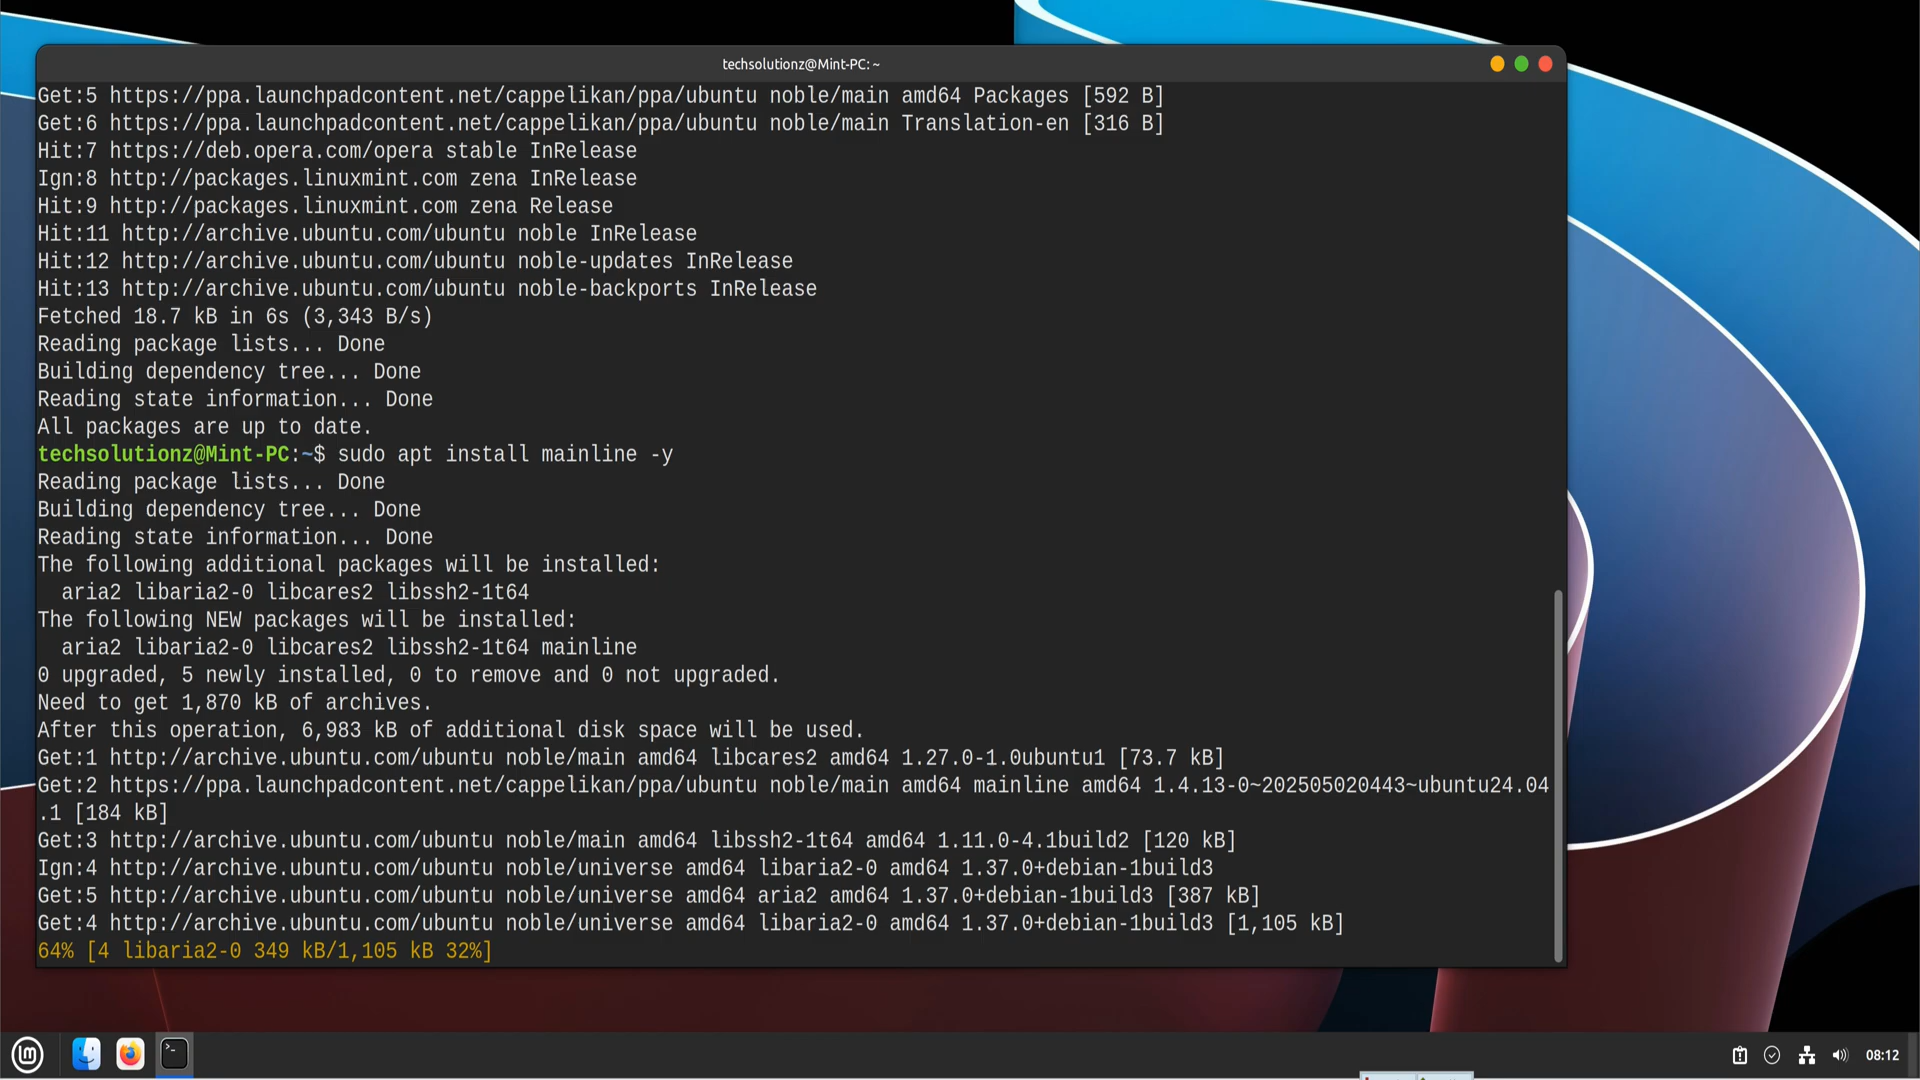 techsolutionz@Mint-PC: ~
Get:5 https://ppa.launchpadcontent.net/cappelikan/ppa/ubuntu noble/main amd64 Packages [592 B]
Get:6 https://ppa.launchpadcontent.net/cappelikan/ppa/ubuntu noble/main Translation-en [316 B]
Hit:7 https://deb.opera.com/opera stable InRelease
Ign:8 http://packages.linuxmint.com zena InRelease
Hit:9 http://packages.linuxmint.com zena Release
Hit:11 http://archive.ubuntu.com/ubuntu noble InRelease
Hit:12 http://archive.ubuntu.com/ubuntu noble-updates InRelease
Hit:13 http://archive.ubuntu.com/ubuntu noble-backports InRelease
Fetched 18.7 kB in 6s (3,343 B/s)
Reading package lists... Done
Building dependency tree... Done
Reading state information... Done
All packages are up to date.
techsolutionz@Mint-PC:~$ sudo apt install mainline -y
Reading package lists... Done
Building dependency tree... Done
Reading state information... Done
The following additional packages will be installed:
  aria2 libaria2-0 libcares2 libssh2-1t64
The following NEW packages will be installed:
  aria2 libaria2-0 libcares2 libssh2-1t64 mainline
0 upgraded, 5 newly installed, 0 to remove and 0 not upgraded.
Need to get 1,870 kB of archives.
After this operation, 6,983 kB of additional disk space will be used.
Get:1 http://archive.ubuntu.com/ubuntu noble/main amd64 libcares2 amd64 1.27.0-1.0ubuntu1 [73.7 kB]
Get:2 https://ppa.launchpadcontent.net/cappelikan/ppa/ubuntu noble/main amd64 mainline amd64 1.4.13-0~202505020443~ubuntu24.04
.1 [184 kB]
Get:3 http://archive.ubuntu.com/ubuntu noble/main amd64 libssh2-1t64 amd64 1.11.0-4.1build2 [120 kB]
Ign:4 http://archive.ubuntu.com/ubuntu noble/universe amd64 libaria2-0 amd64 1.37.0+debian-1build3
Get:5 http://archive.ubuntu.com/ubuntu noble/universe amd64 aria2 amd64 1.37.0+debian-1build3 [387 kB]
Get:4 http://archive.ubuntu.com/ubuntu noble/universe amd64 libaria2-0 amd64 1.37.0+debian-1build3 [1,105 kB]
64% [4 libaria2-0 349 kB/1,105 kB 32%]
08:12